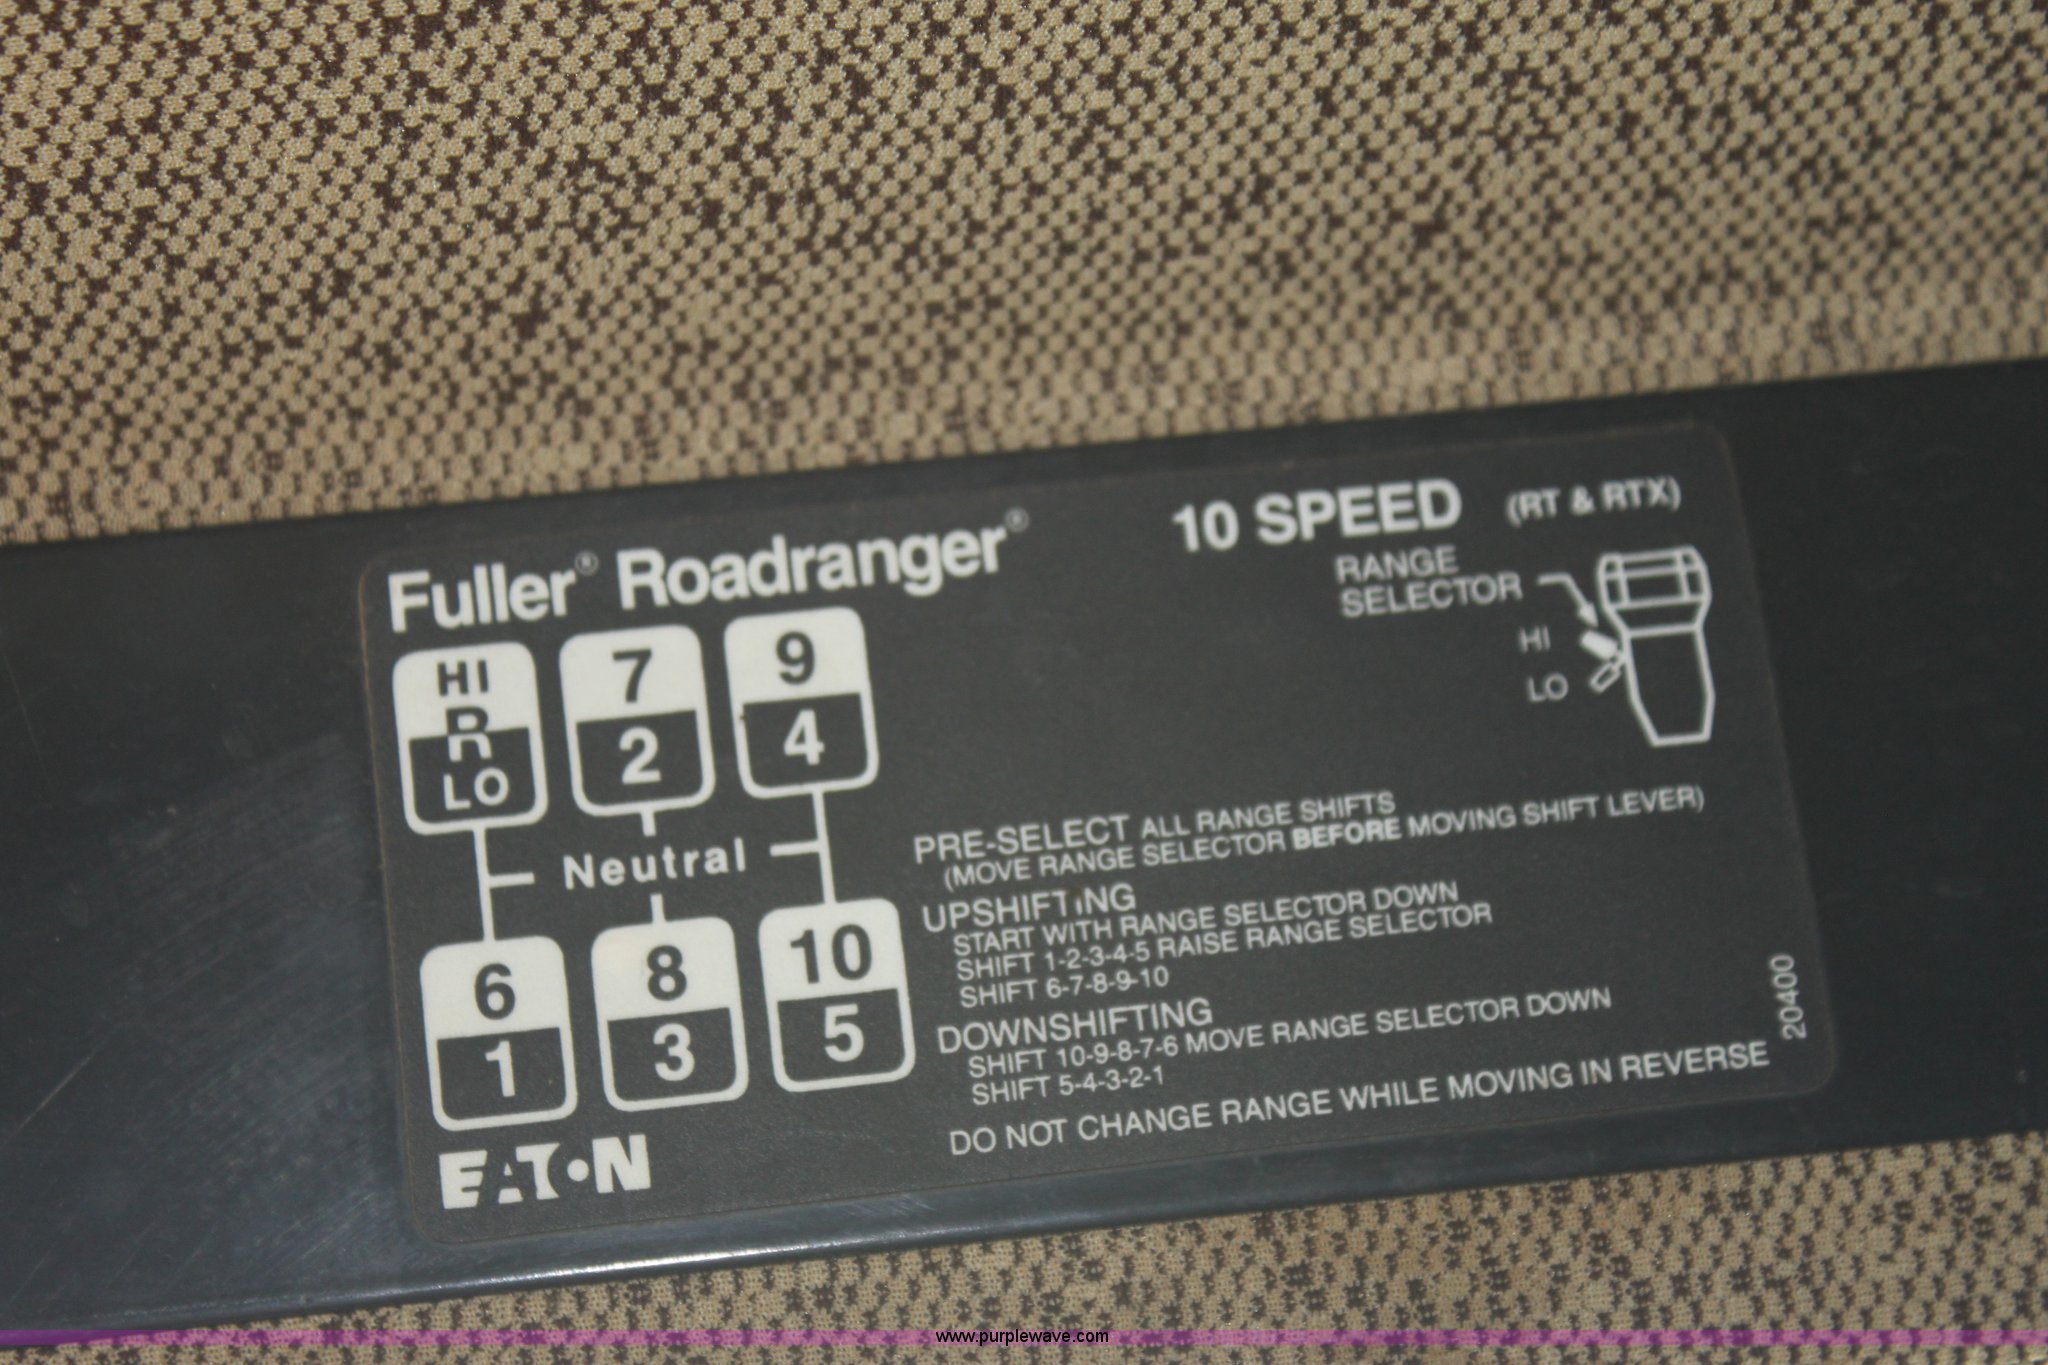 Fuller® Roadranger®
10 SPEED (RT & RTX)
RANGE
SELECTOR
HI
LO
HI
R
LO
7
2
9
4
Neutral
6
1
8
3
10
5
PRE-SELECT ALL RANGE SHIFTS
(MOVE RANGE SELECTOR BEFORE MOVING SHIFT LEVER)
UPSHIFTING
START WITH RANGE SELECTOR DOWN
SHIFT 1-2-3-4-5 RAISE RANGE SELECTOR
SHIFT 6-7-8-9-10
DOWNSHIFTING
SHIFT 10-9-8-7-6 MOVE RANGE SELECTOR DOWN
SHIFT 5-4-3-2-1
DO NOT CHANGE RANGE WHILE MOVING IN REVERSE
20400
EATON
www.purplewave.com